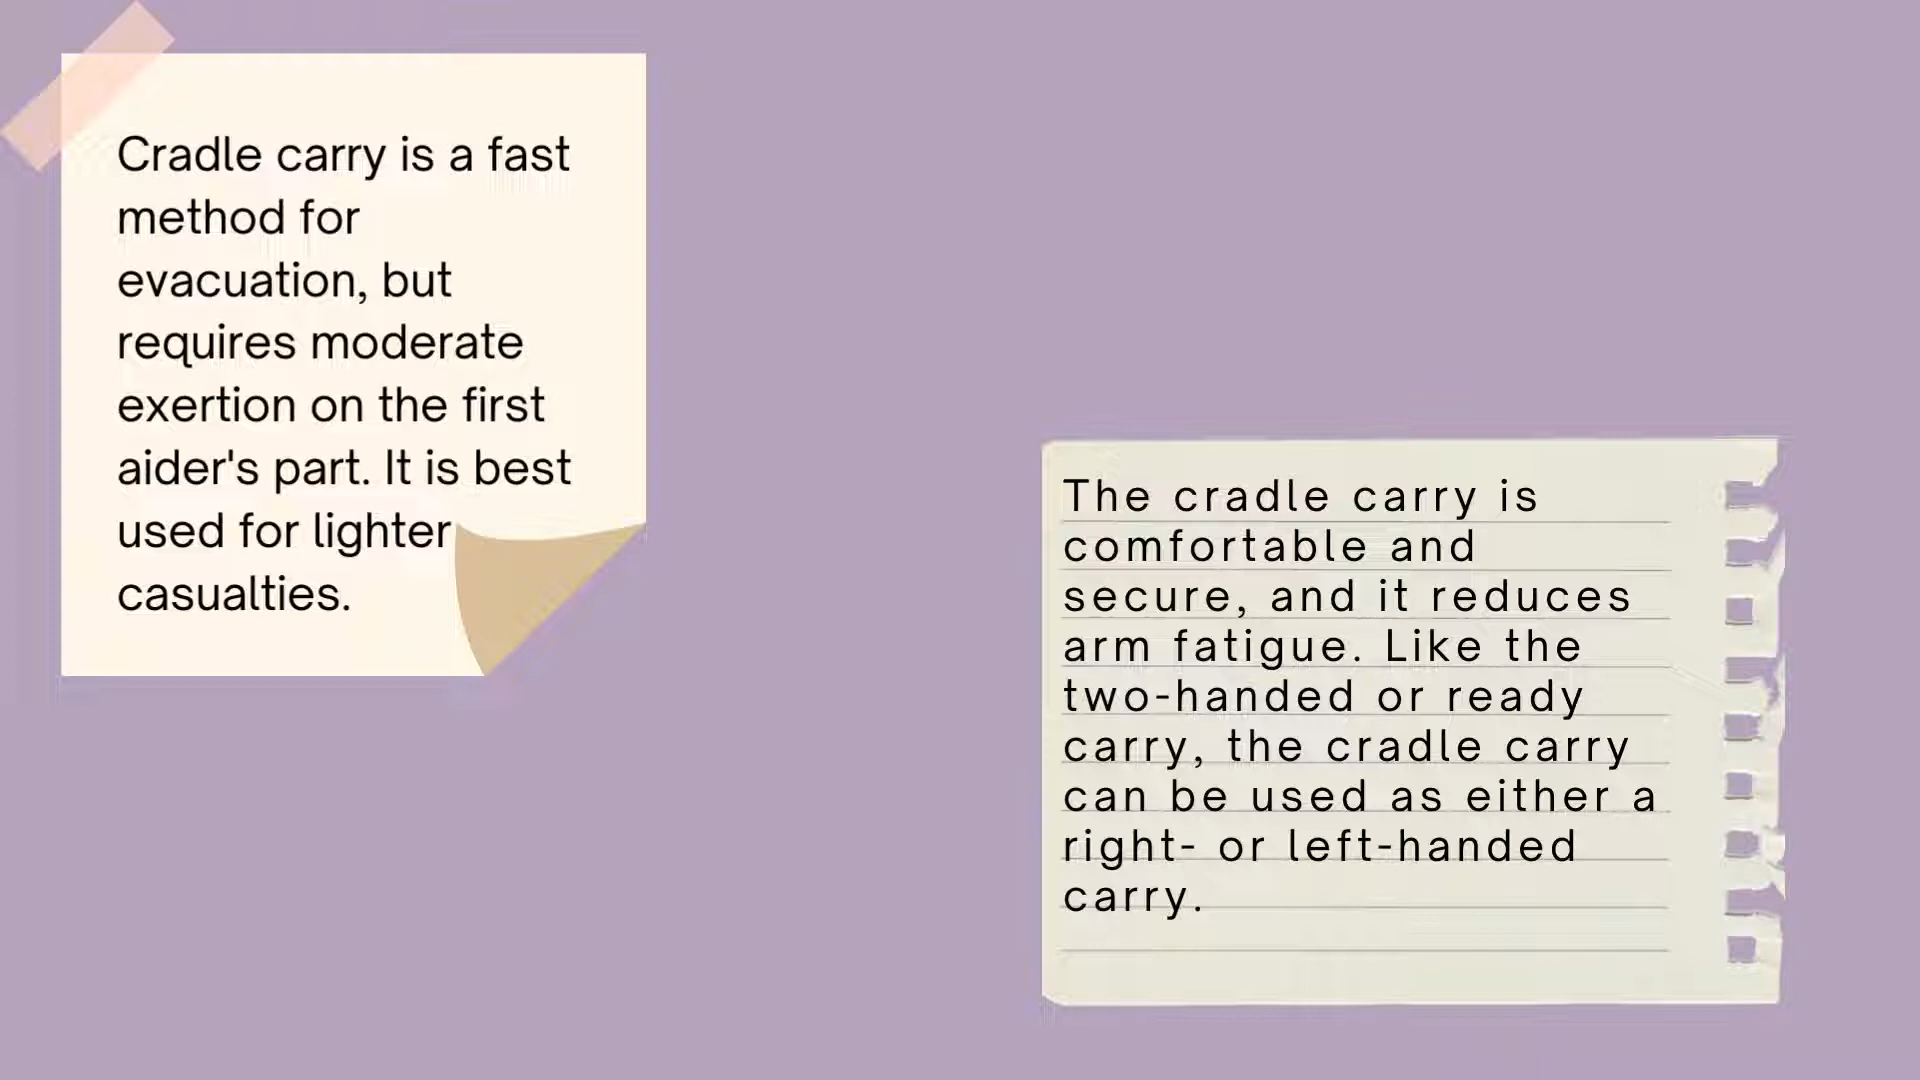 Cradle carry is a fast
method for
evacuation, but
requires moderate
exertion on the first
aider's part. It is best
used for lighter
casualties.
The cradle carry is
comfortable and
secure, and it reduces
arm fatigue. Like the
two-handed or ready
carry, the cradle carry
can be used as either a
right- or left-handed
carry.